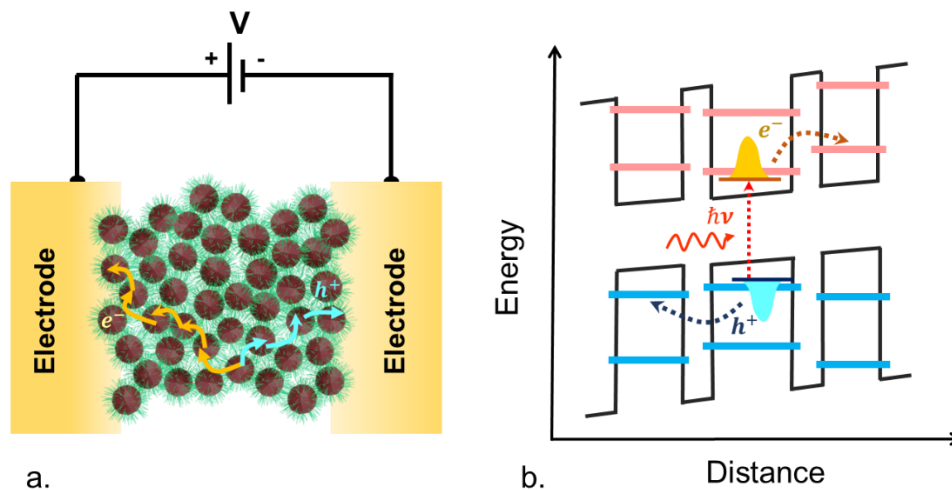 V
+ -
Electrode
e⁻
h⁺
Electrode
a.
Energy
e⁻
ℏν
h⁺
Distance
b.